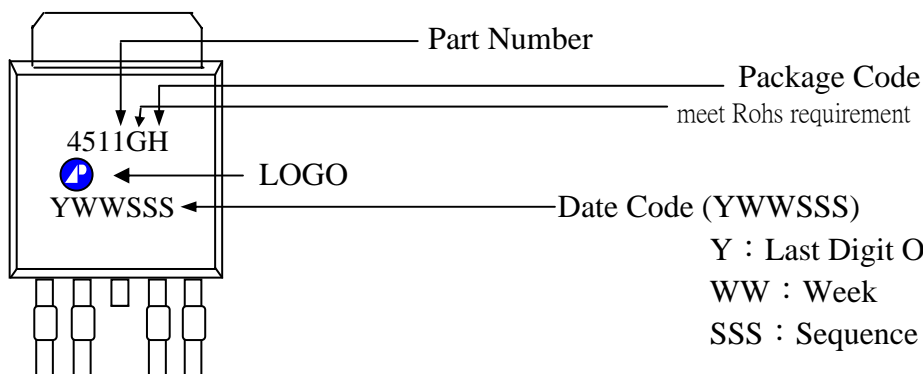 Part Number
Package Code
meet Rohs requirement
4511GH
LOGO
YWWSSS
Date Code (YWWSSS)
Y：Last Digit O
WW：Week
SSS：Sequence